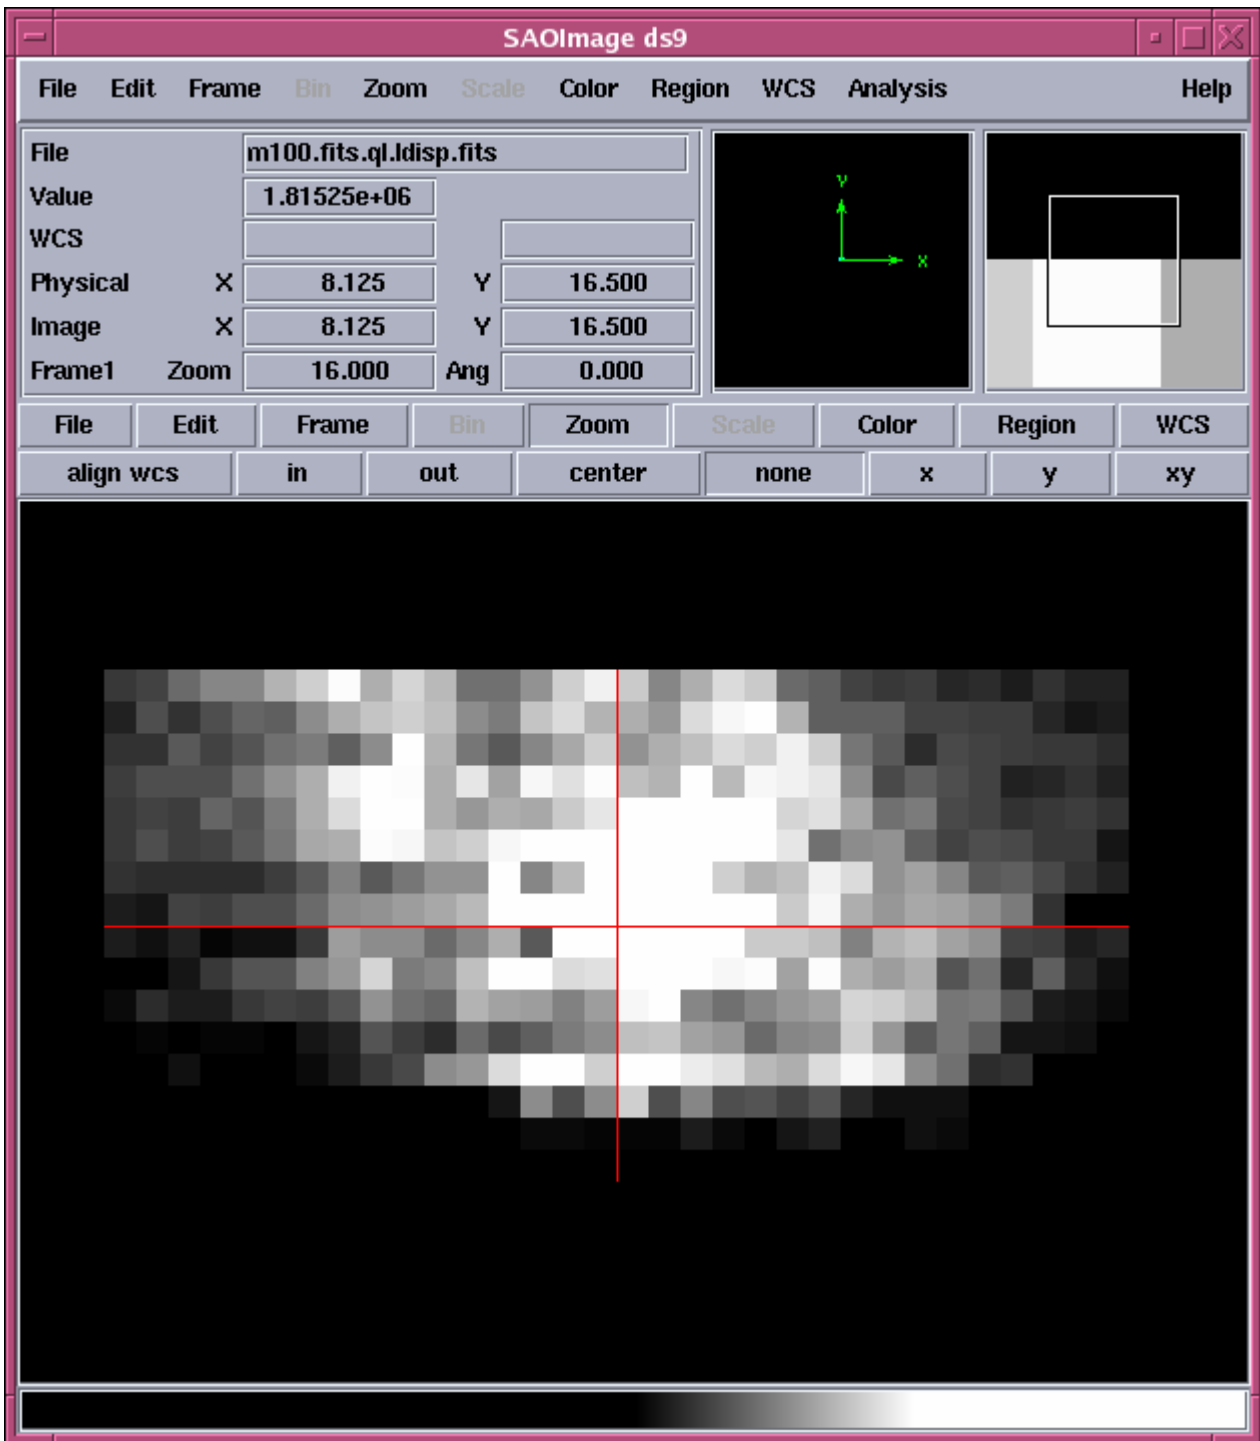 SAOImage ds9
File Edit Frame Bin Zoom Scale Color Region WCS Analysis Help
File m100.fits.ql.ldisp.fits
Value 1.81525e+06
WCS
Physical X 8.125 Y 16.500
Image X 8.125 Y 16.500
Frame1 Zoom 16.000 Ang 0.000
Y
X
File Edit Frame Bin Zoom Scale Color Region WCS
align wcs in out center none x y xy